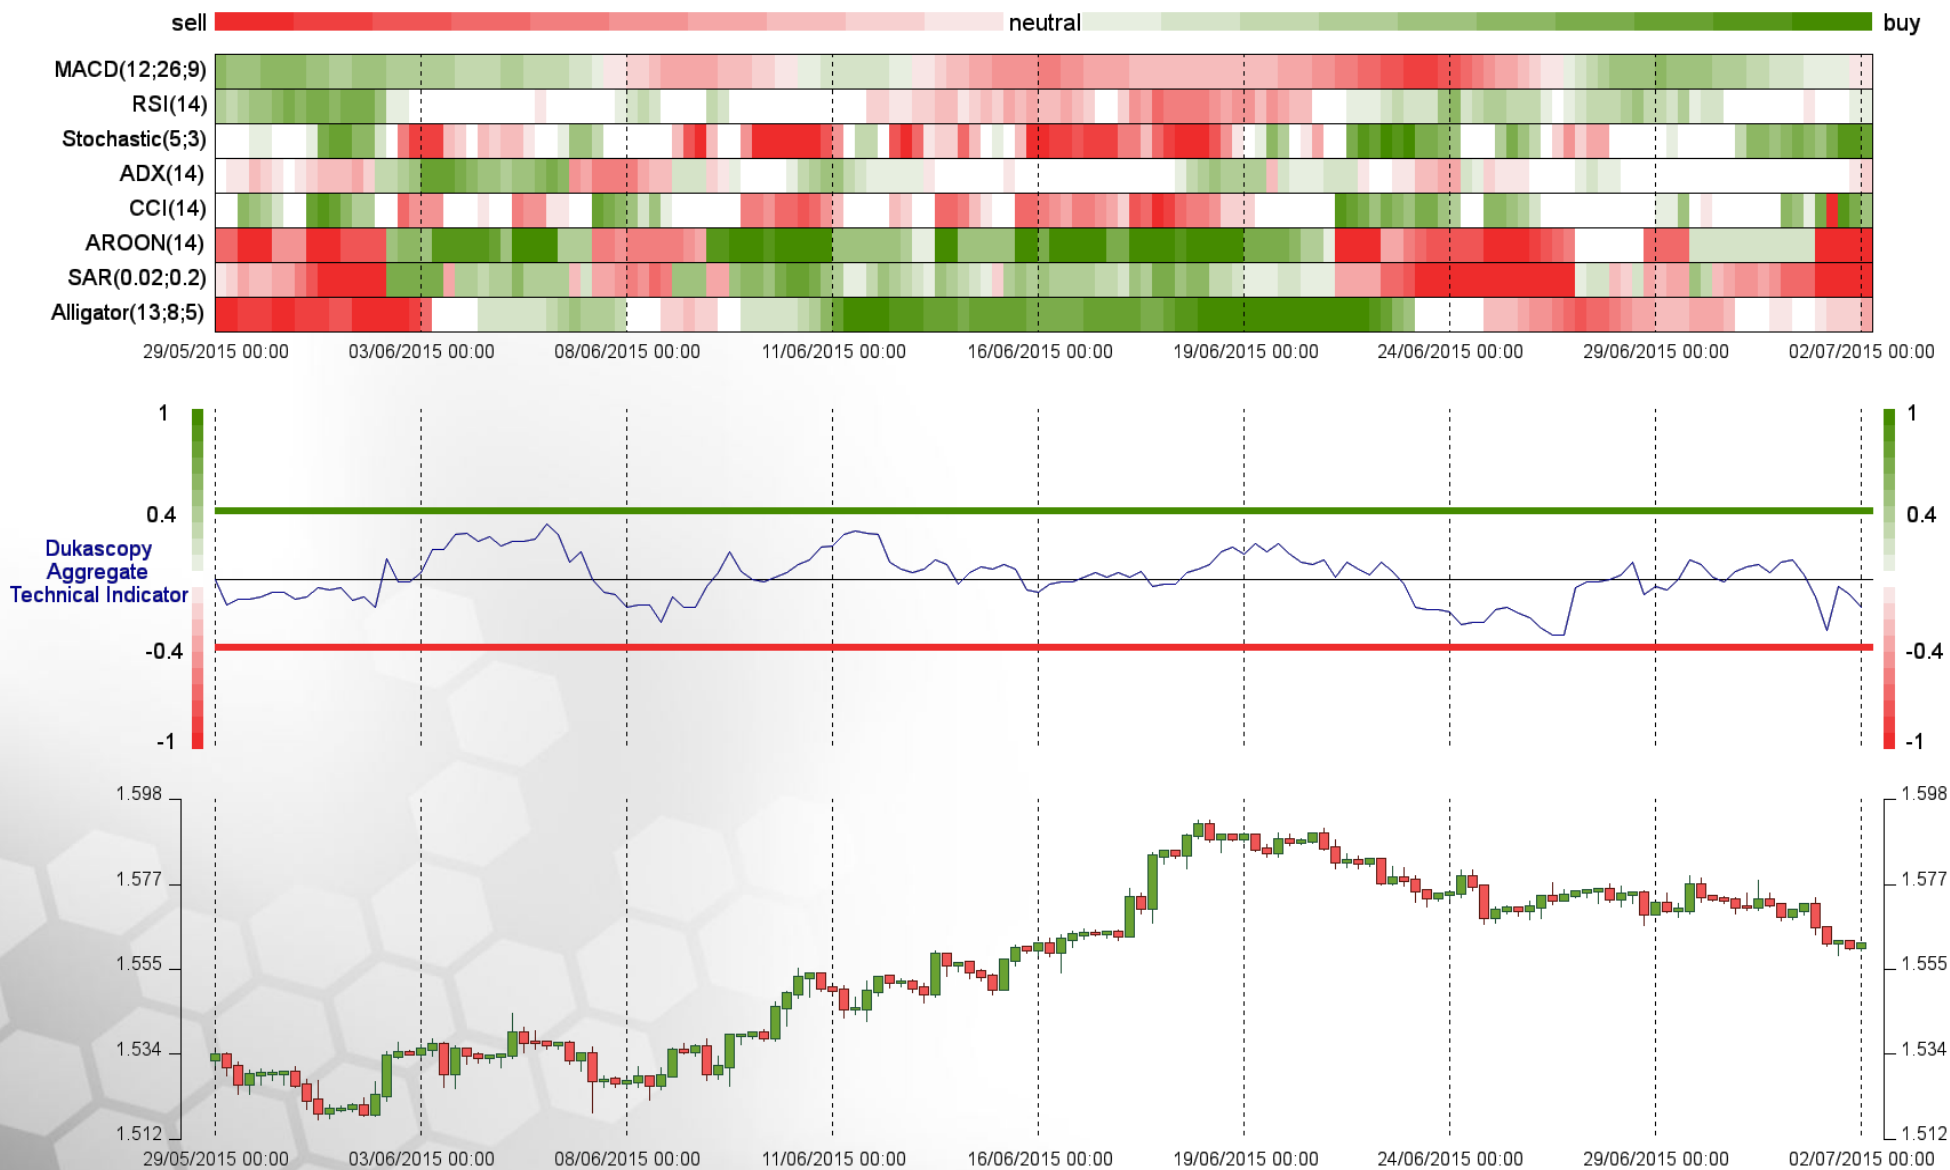 sell neutral buy
MACD(12;26;9)
RSI(14)
Stochastic(5;3)
ADX(14)
CCI(14)
AROON(14)
SAR(0.02;0.2)
Alligator(13;8;5)
29/05/2015 00:00 03/06/2015 00:00 08/06/2015 00:00 11/06/2015 00:00 16/06/2015 00:00 19/06/2015 00:00 24/06/2015 00:00 29/06/2015 00:00 02/07/2015 00:00
1 1
0.4 0.4
Dukascopy
Aggregate
Technical Indicator
-0.4 -0.4
-1 -1
1.598 1.598
1.577 1.577
1.555 1.555
1.534 1.534
1.512 1.512
29/05/2015 00:00 03/06/2015 00:00 08/06/2015 00:00 11/06/2015 00:00 16/06/2015 00:00 19/06/2015 00:00 24/06/2015 00:00 29/06/2015 00:00 02/07/2015 00:00